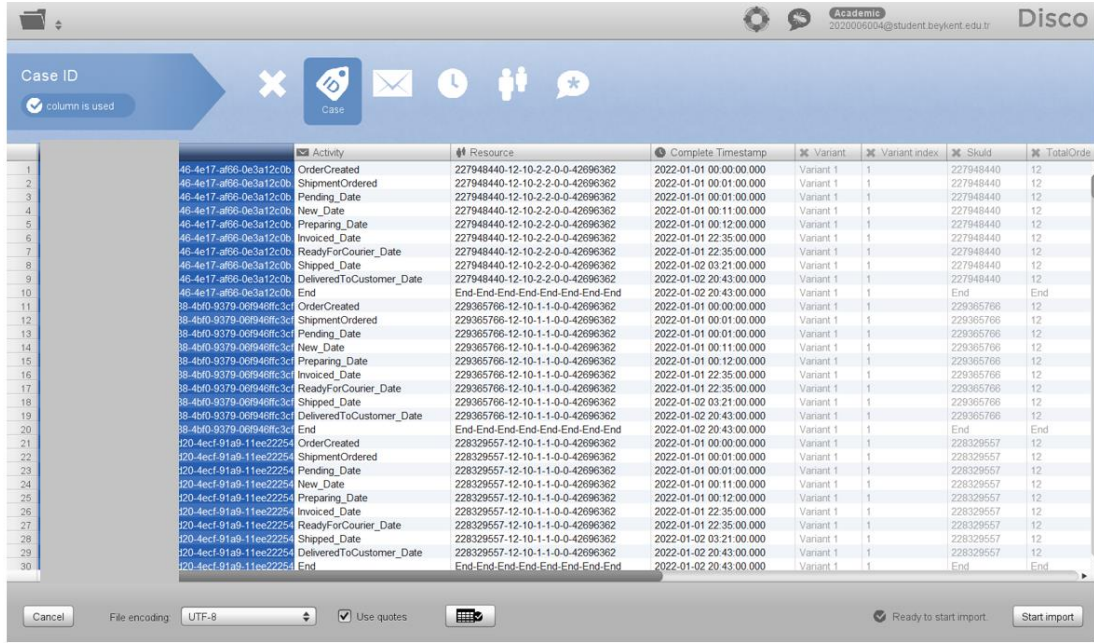 Academic
2020006004@student.beykent.edu.tr
Disco
Case ID
column is used
ID
Case
Activity Resource Complete Timestamp Variant Variant index SkuId TotalOrde
1 46-4e17-af66-0e3a12c0b. OrderCreated 227948440-12-10-2-2-0-0-42696362 2022-01-01 00:00:00.000 Variant 1 1 227948440 12
2 46-4e17-af66-0e3a12c0b. ShipmentOrdered 227948440-12-10-2-2-0-0-42696362 2022-01-01 00:01:00.000 Variant 1 1 227948440 12
3 46-4e17-af66-0e3a12c0b. Pending_Date 227948440-12-10-2-2-0-0-42696362 2022-01-01 00:01:00.000 Variant 1 1 227948440 12
4 46-4e17-af66-0e3a12c0b. New_Date 227948440-12-10-2-2-0-0-42696362 2022-01-01 00:11:00.000 Variant 1 1 227948440 12
5 46-4e17-af66-0e3a12c0b. Preparing_Date 227948440-12-10-2-2-0-0-42696362 2022-01-01 00:12:00.000 Variant 1 1 227948440 12
6 46-4e17-af66-0e3a12c0b. Invoiced_Date 227948440-12-10-2-2-0-0-42696362 2022-01-01 22:35:00.000 Variant 1 1 227948440 12
7 46-4e17-af66-0e3a12c0b. ReadyForCourier_Date 227948440-12-10-2-2-0-0-42696362 2022-01-01 22:35:00.000 Variant 1 1 227948440 12
8 46-4e17-af66-0e3a12c0b. Shipped_Date 227948440-12-10-2-2-0-0-42696362 2022-01-02 03:21:00.000 Variant 1 1 227948440 12
9 46-4e17-af66-0e3a12c0b. DeliveredToCustomer_Date 227948440-12-10-2-2-0-0-42696362 2022-01-02 20:43:00.000 Variant 1 1 227948440 12
10 46-4e17-af66-0e3a12c0b. End End-End-End-End-End-End-End-End 2022-01-02 20:43:00.000 Variant 1 1 End End
11 38-4bf0-9379-06f946ffc3cf OrderCreated 229365766-12-10-1-1-0-0-42696362 2022-01-01 00:00:00.000 Variant 1 1 229365766 12
12 38-4bf0-9379-06f946ffc3cf ShipmentOrdered 229365766-12-10-1-1-0-0-42696362 2022-01-01 00:01:00.000 Variant 1 1 229365766 12
13 38-4bf0-9379-06f946ffc3cf Pending_Date 229365766-12-10-1-1-0-0-42696362 2022-01-01 00:01:00.000 Variant 1 1 229365766 12
14 38-4bf0-9379-06f946ffc3cf New_Date 229365766-12-10-1-1-0-0-42696362 2022-01-01 00:11:00.000 Variant 1 1 229365766 12
15 38-4bf0-9379-06f946ffc3cf Preparing_Date 229365766-12-10-1-1-0-0-42696362 2022-01-01 00:12:00.000 Variant 1 1 229365766 12
16 38-4bf0-9379-06f946ffc3cf Invoiced_Date 229365766-12-10-1-1-0-0-42696362 2022-01-01 22:35:00.000 Variant 1 1 229365766 12
17 38-4bf0-9379-06f946ffc3cf ReadyForCourier_Date 229365766-12-10-1-1-0-0-42696362 2022-01-01 22:35:00.000 Variant 1 1 229365766 12
18 38-4bf0-9379-06f946ffc3cf Shipped_Date 229365766-12-10-1-1-0-0-42696362 2022-01-02 03:21:00.000 Variant 1 1 229365766 12
19 38-4bf0-9379-06f946ffc3cf DeliveredToCustomer_Date 229365766-12-10-1-1-0-0-42696362 2022-01-02 20:43:00.000 Variant 1 1 229365766 12
20 38-4bf0-9379-06f946ffc3cf End End-End-End-End-End-End-End-End 2022-01-02 20:43:00.000 Variant 1 1 End End
21 d20-4ecf-91a9-11ee22254 OrderCreated 228329557-12-10-1-1-0-0-42696362 2022-01-01 00:00:00.000 Variant 1 1 228329557 12
22 d20-4ecf-91a9-11ee22254 ShipmentOrdered 228329557-12-10-1-1-0-0-42696362 2022-01-01 00:01:00.000 Variant 1 1 228329557 12
23 d20-4ecf-91a9-11ee22254 Pending_Date 228329557-12-10-1-1-0-0-42696362 2022-01-01 00:01:00.000 Variant 1 1 228329557 12
24 d20-4ecf-91a9-11ee22254 New_Date 228329557-12-10-1-1-0-0-42696362 2022-01-01 00:11:00.000 Variant 1 1 228329557 12
25 d20-4ecf-91a9-11ee22254 Preparing_Date 228329557-12-10-1-1-0-0-42696362 2022-01-01 00:12:00.000 Variant 1 1 228329557 12
26 d20-4ecf-91a9-11ee22254 Invoiced_Date 228329557-12-10-1-1-0-0-42696362 2022-01-01 22:35:00.000 Variant 1 1 228329557 12
27 d20-4ecf-91a9-11ee22254 ReadyForCourier_Date 228329557-12-10-1-1-0-0-42696362 2022-01-01 22:35:00.000 Variant 1 1 228329557 12
28 d20-4ecf-91a9-11ee22254 Shipped_Date 228329557-12-10-1-1-0-0-42696362 2022-01-02 03:21:00.000 Variant 1 1 228329557 12
29 d20-4ecf-91a9-11ee22254 DeliveredToCustomer_Date 228329557-12-10-1-1-0-0-42696362 2022-01-02 20:43:00.000 Variant 1 1 228329557 12
30 d20-4ecf-91a9-11ee22254 End End-End-End-End-End-End-End-End 2022-01-02 20:43:00.000 Variant 1 1 End End
Cancel File encoding: UTF-8 Use quotes Ready to start import. Start import